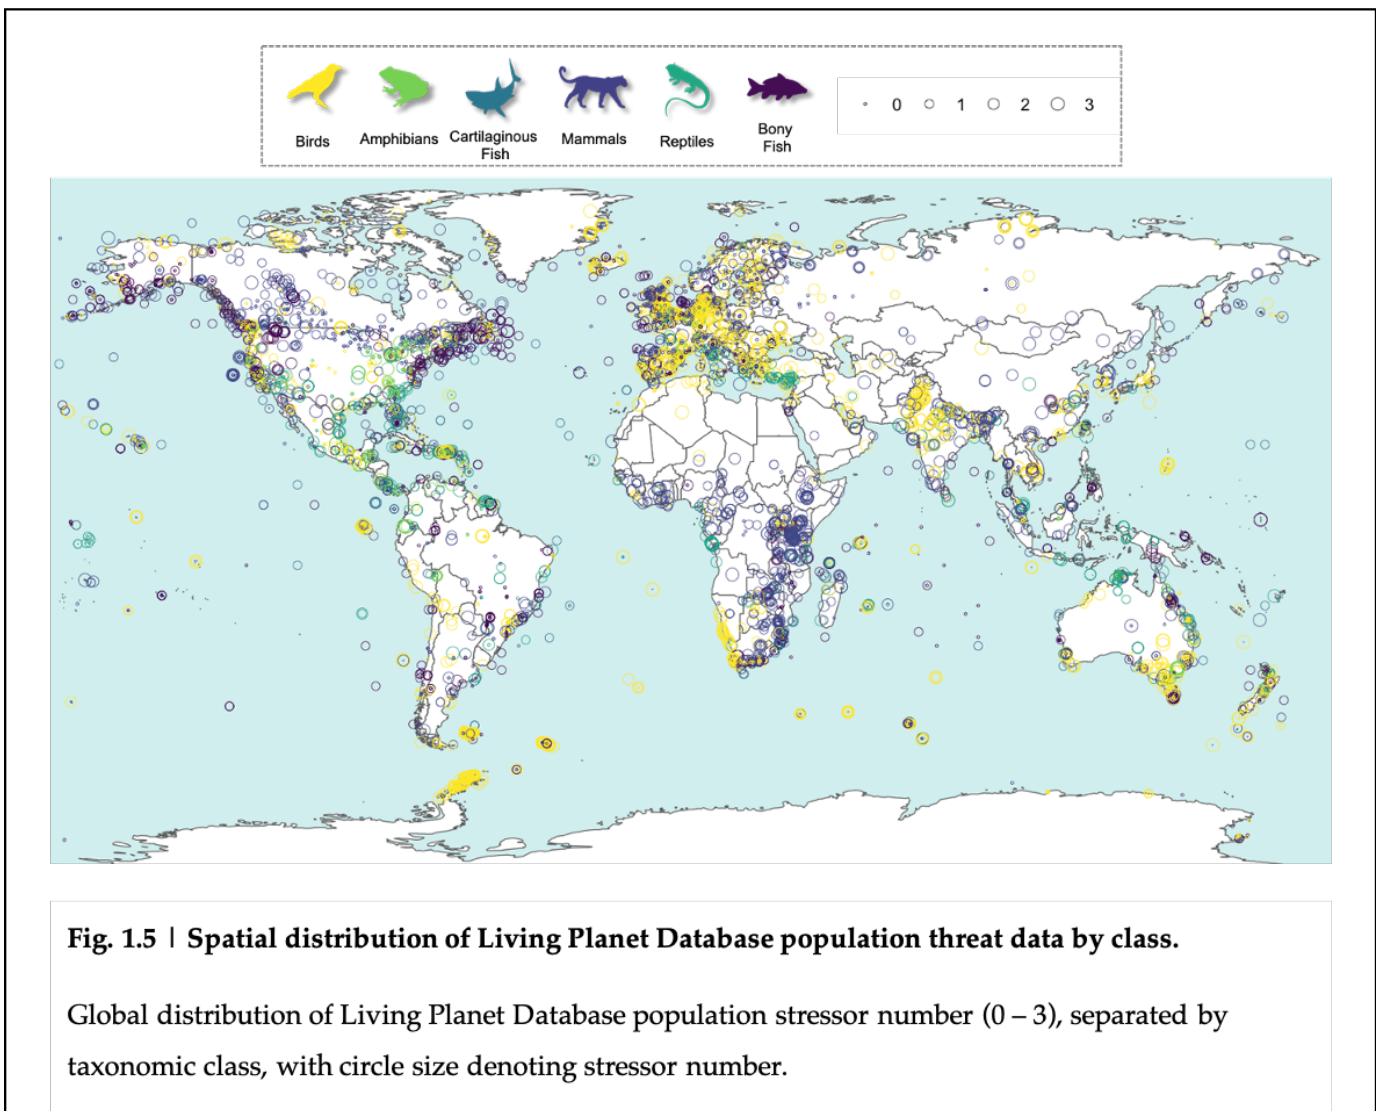 Birds
Amphibians
Cartilaginous
Fish
Mammals
Reptiles
Bony
Fish
0 1 2 3
Fig. 1.5 | Spatial distribution of Living Planet Database population threat data by class.
Global distribution of Living Planet Database population stressor number (0 – 3), separated by
taxonomic class, with circle size denoting stressor number.